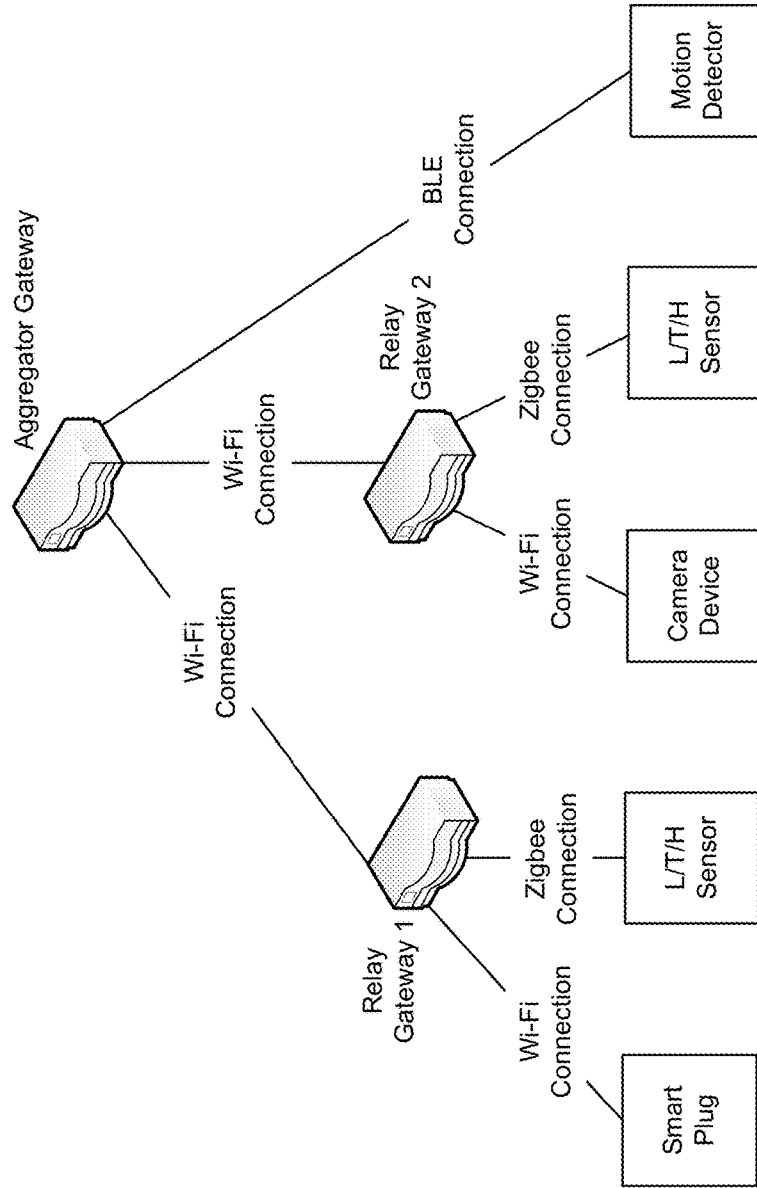 Aggregator Gateway
Wi-Fi
Connection
Wi-Fi
Connection
BLE
Connection
Relay
Gateway 1
Relay
Gateway 2
Wi-Fi
Connection
Zigbee
Connection
Wi-Fi
Connection
Zigbee
Connection
Smart
Plug
L/T/H
Sensor
Camera
Device
L/T/H
Sensor
Motion
Detector